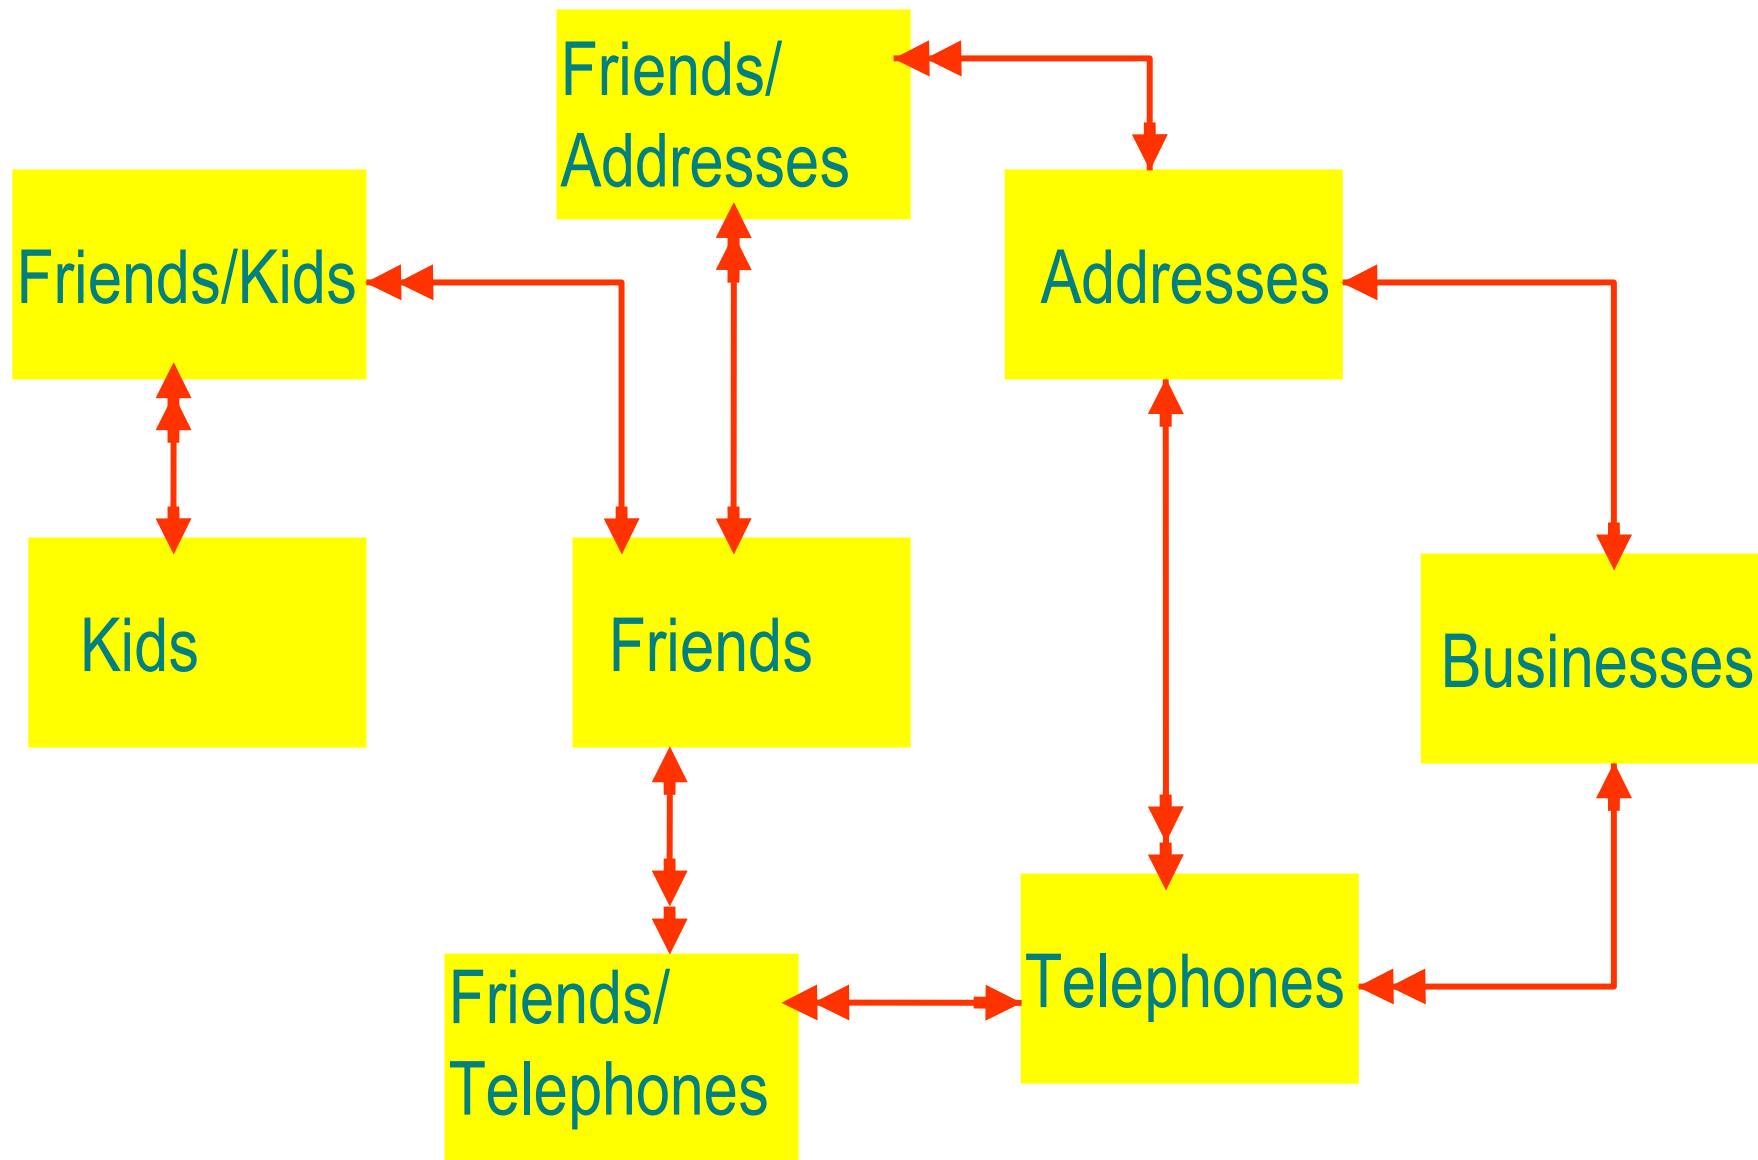 Friends/
Addresses
Friends/Kids
Addresses
Kids
Friends
Businesses
Friends/
Telephones
Telephones